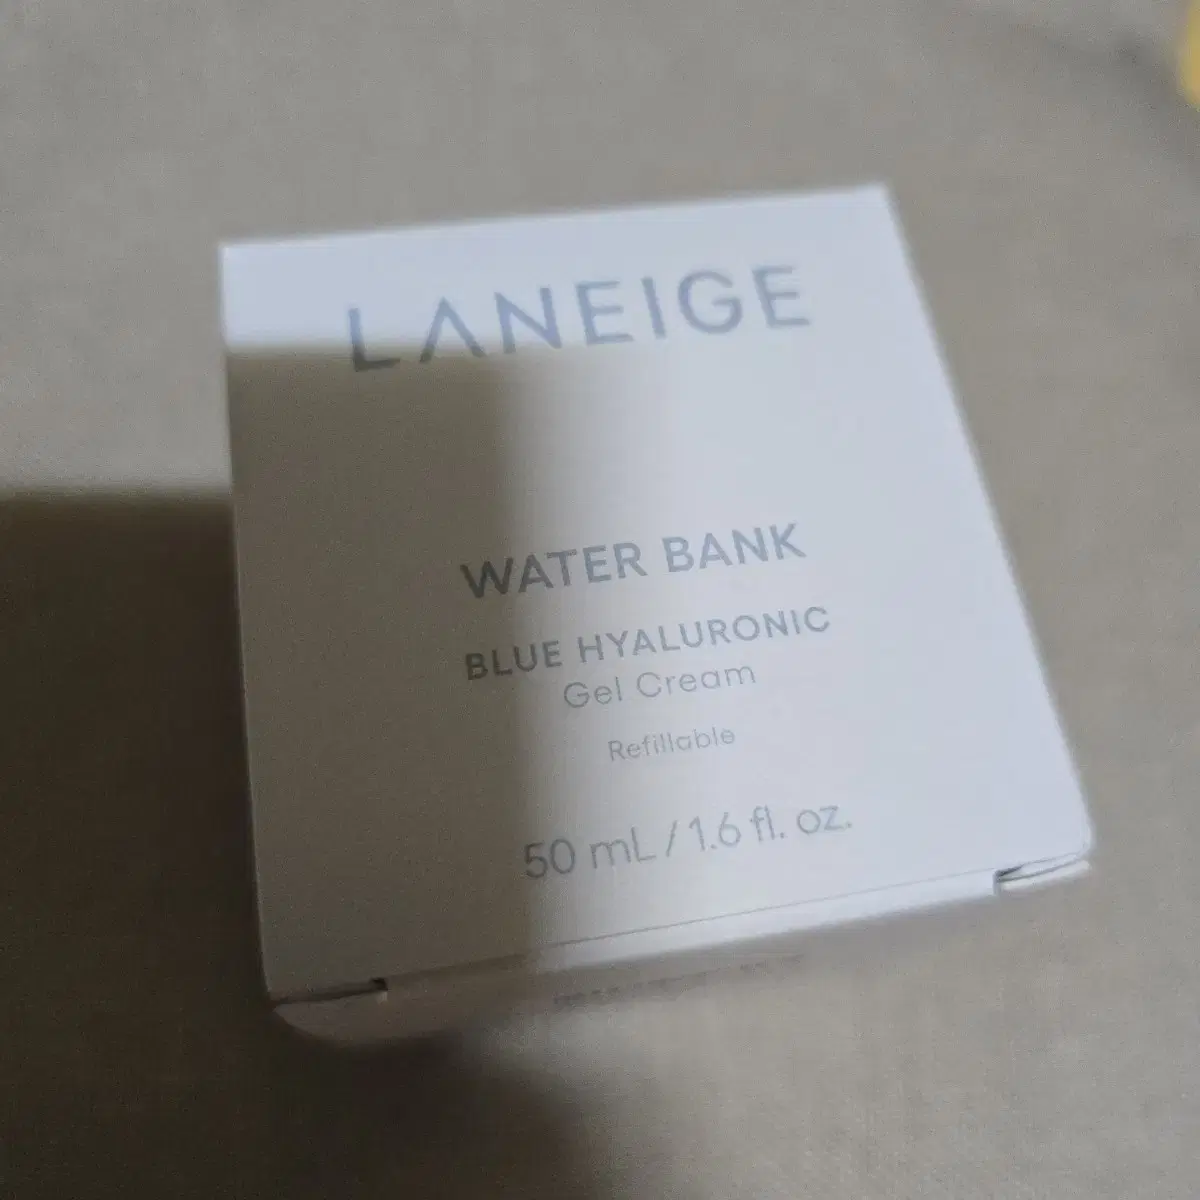 LANEIGE
WATER BANK
BLUE HYALURONIC
Gel Cream
Refillable
50 mL / 1.6 fl. oz.